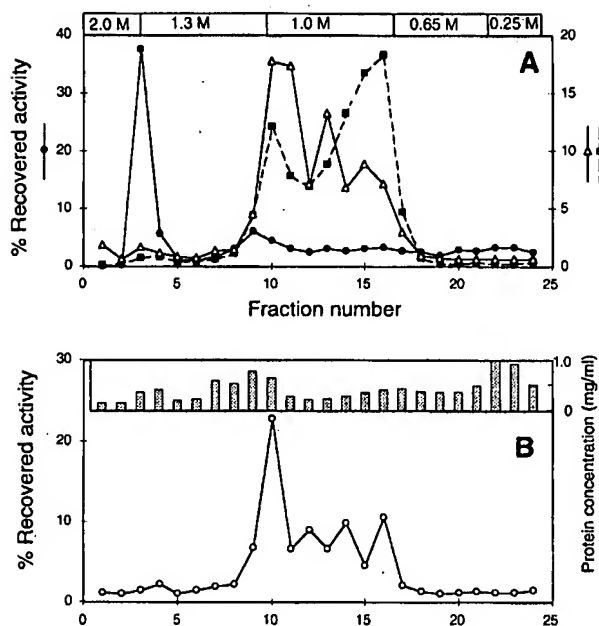 2.0 M 1.3 M 1.0 M 0.65 M 0.25 M
40 20
A
30 15
20 10
10 5
0 0
0 5 10 15 20 25
% Recovered activity
Fraction number
30 1.0
0
B
20
10
0
0 5 10 15 20 25
% Recovered activity
Protein concentration (mg/ml)